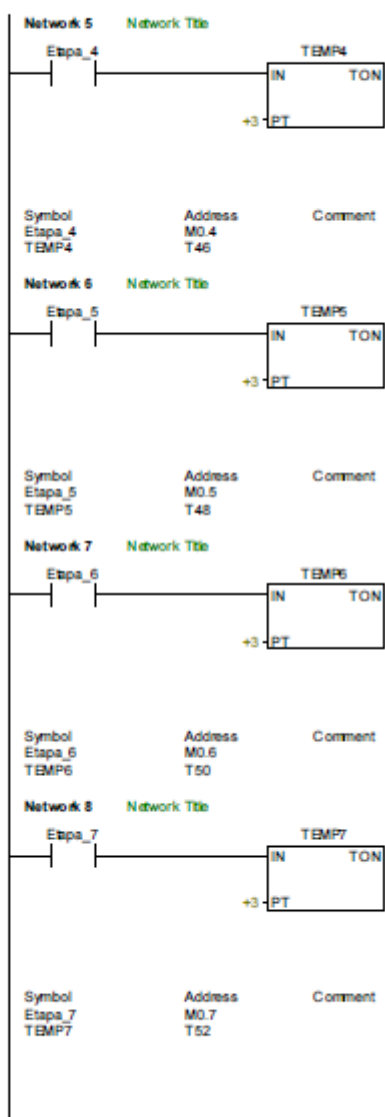 Network 5 Network Title
Etapa_4 TEMP4
IN TON
+3 PT
Symbol Address Comment
Etapa_4 M0.4
TEMP4 T46
Network 6 Network Title
Etapa_5 TEMP5
IN TON
+3 PT
Symbol Address Comment
Etapa_5 M0.5
TEMP5 T48
Network 7 Network Title
Etapa_6 TEMP6
IN TON
+3 PT
Symbol Address Comment
Etapa_6 M0.6
TEMP6 T50
Network 8 Network Title
Etapa_7 TEMP7
IN TON
+3 PT
Symbol Address Comment
Etapa_7 M0.7
TEMP7 T52